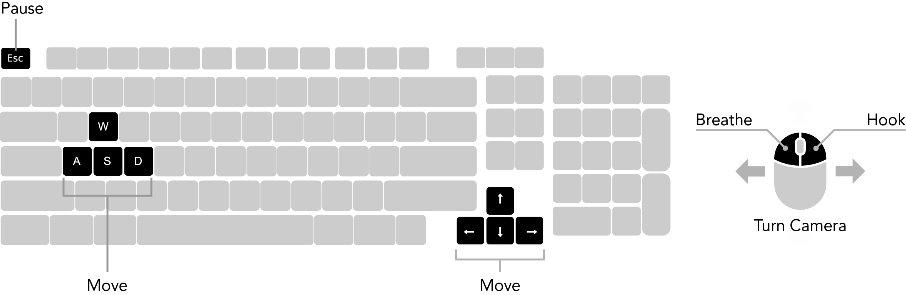 Pause
Esc
W
A S D
↑
← ↓ →
Move
Move
Breathe
Hook
Turn Camera